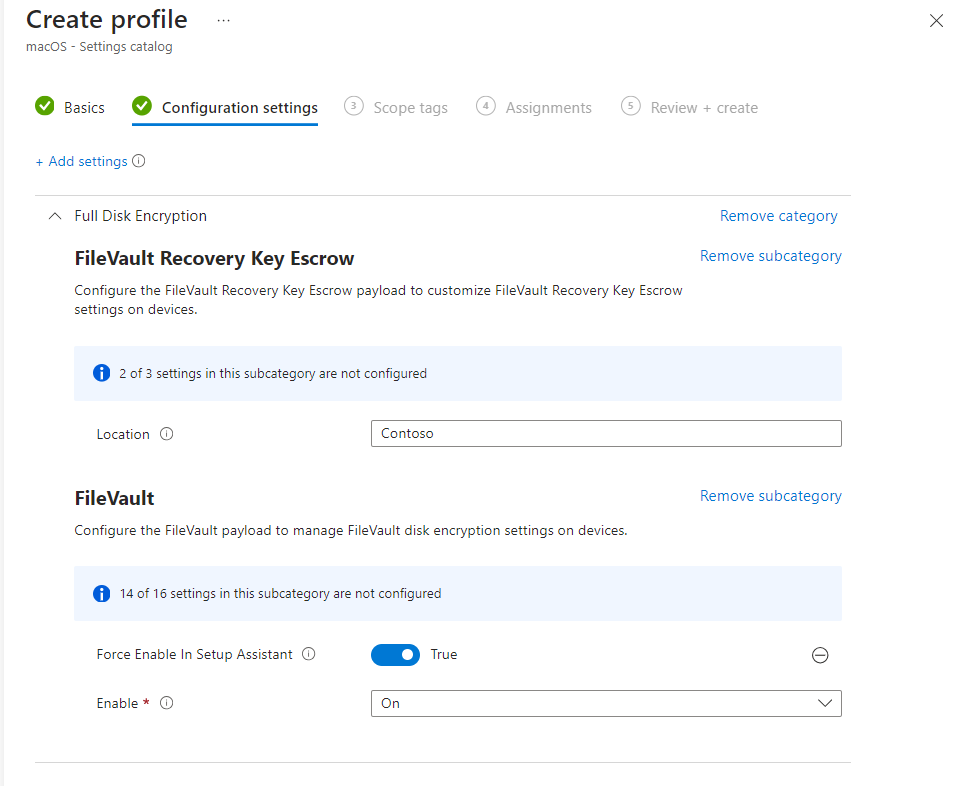 Create profile ...
macOS - Settings catalog
Basics
Configuration settings
3 Scope tags
4 Assignments
5 Review + create
+ Add settings
Full Disk Encryption
Remove category
FileVault Recovery Key Escrow
Remove subcategory
Configure the FileVault Recovery Key Escrow payload to customize FileVault Recovery Key Escrow
settings on devices.
2 of 3 settings in this subcategory are not configured
Location
Contoso
FileVault
Remove subcategory
Configure the FileVault payload to manage FileVault disk encryption settings on devices.
14 of 16 settings in this subcategory are not configured
Force Enable In Setup Assistant
True
Enable *
On